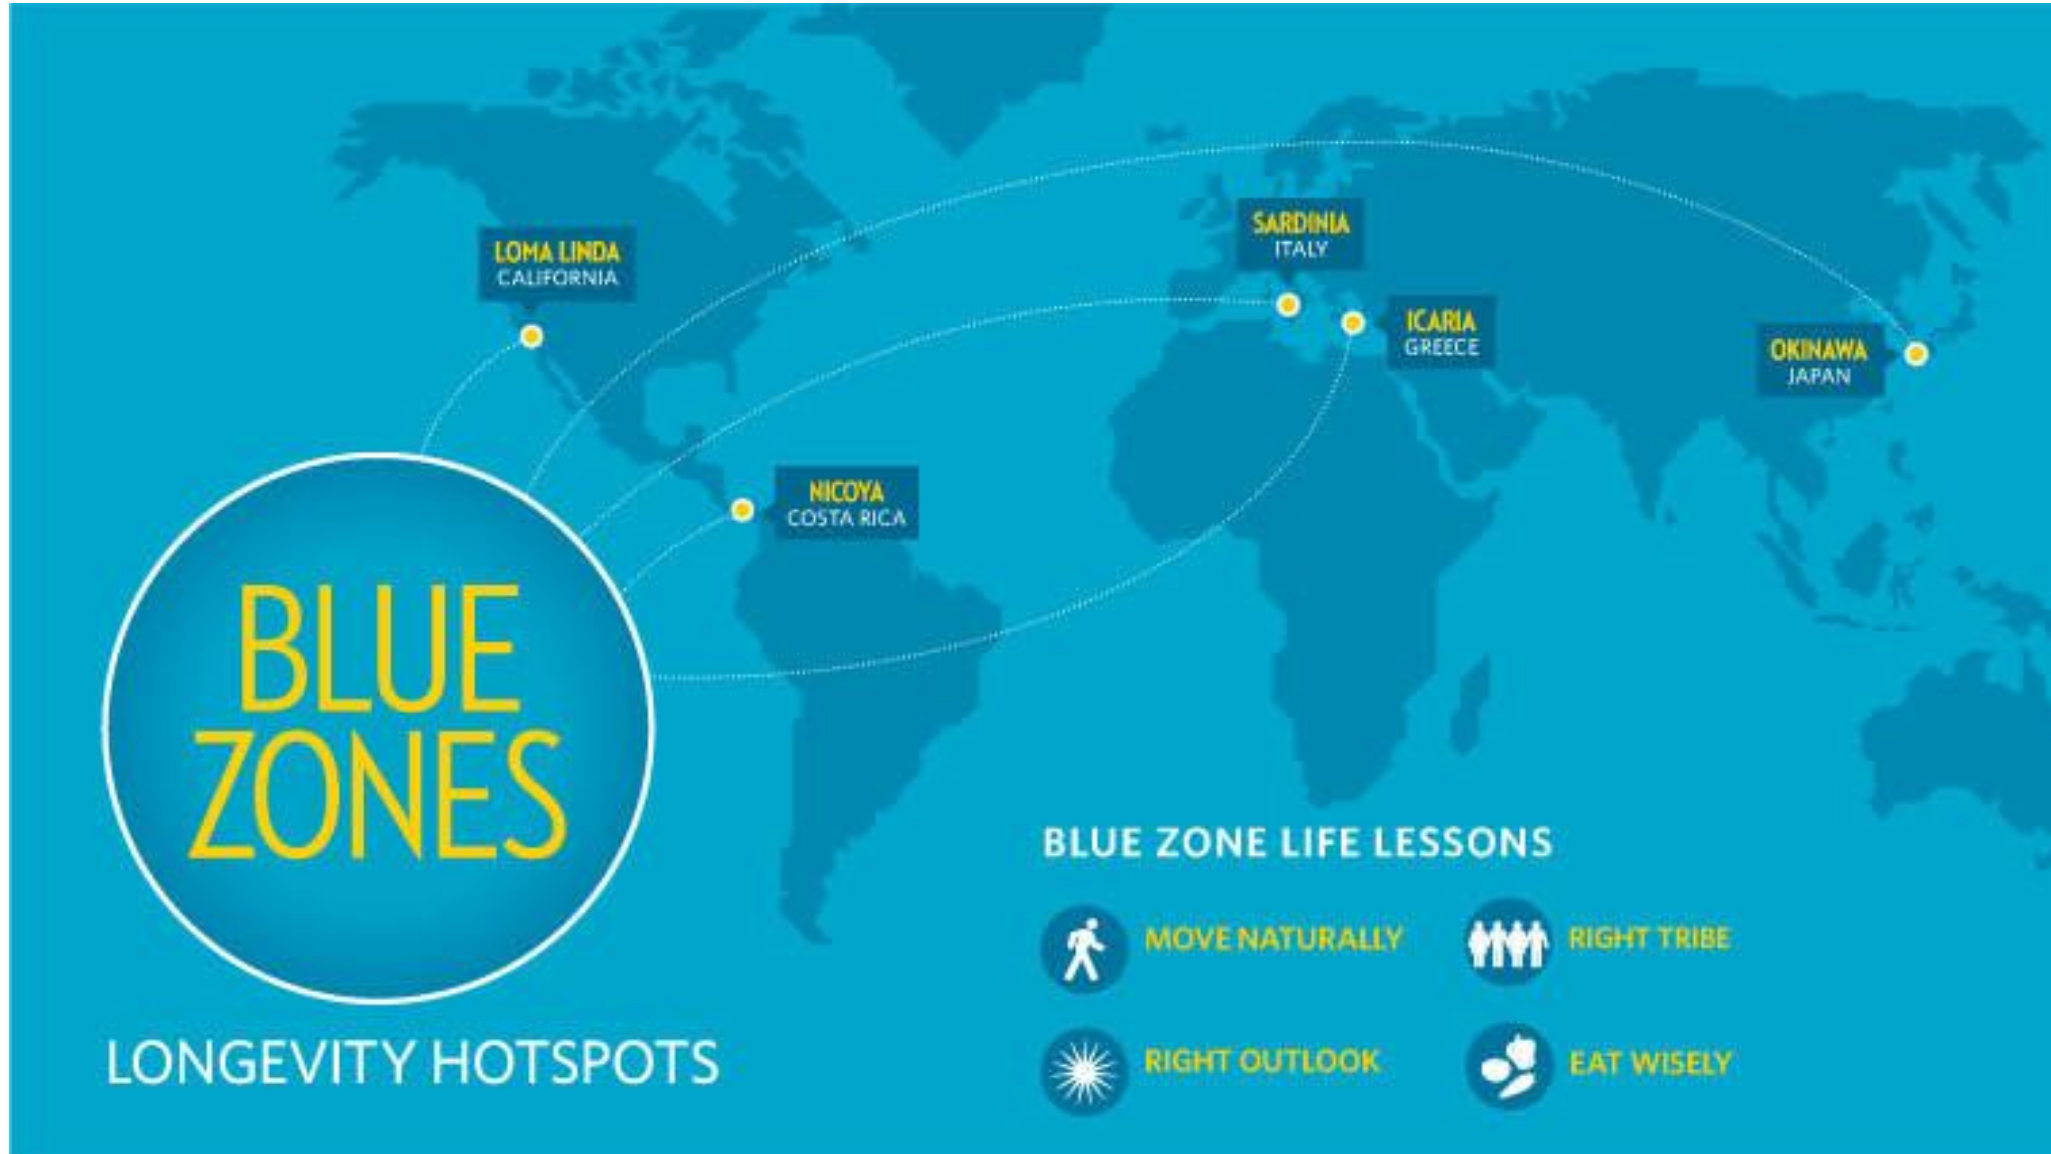 LOMA LINDA
CALIFORNIA
SARDINIA
ITALY
ICARIA
GREECE
OKINAWA
JAPAN
NICOYA
COSTA RICA
BLUE
ZONES
LONGEVITY HOTSPOTS
BLUE ZONE LIFE LESSONS
MOVE NATURALLY
RIGHT TRIBE
RIGHT OUTLOOK
EAT WISELY